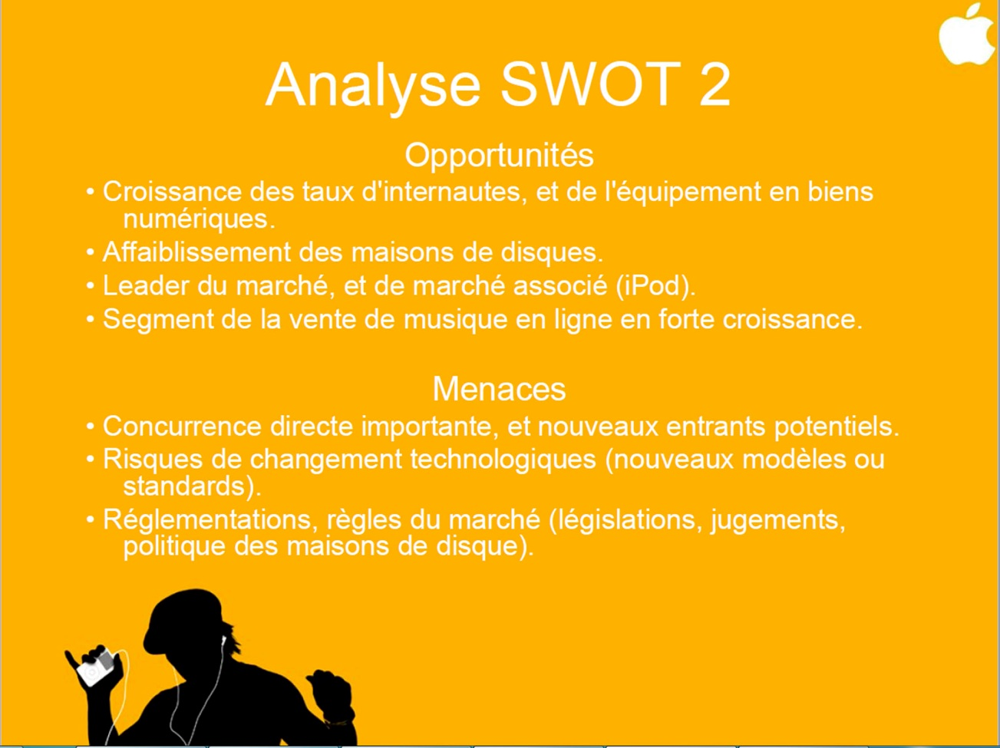 Analyse SWOT 2
Opportunités
• Croissance des taux d'internautes, et de l'équipement en biens
numériques.
• Affaiblissement des maisons de disques.
• Leader du marché, et de marché associé (iPod).
• Segment de la vente de musique en ligne en forte croissance.
Menaces
• Concurrence directe importante, et nouveaux entrants potentiels.
• Risques de changement technologiques (nouveaux modèles ou
standards).
• Réglementations, règles du marché (législations, jugements,
politique des maisons de disque).